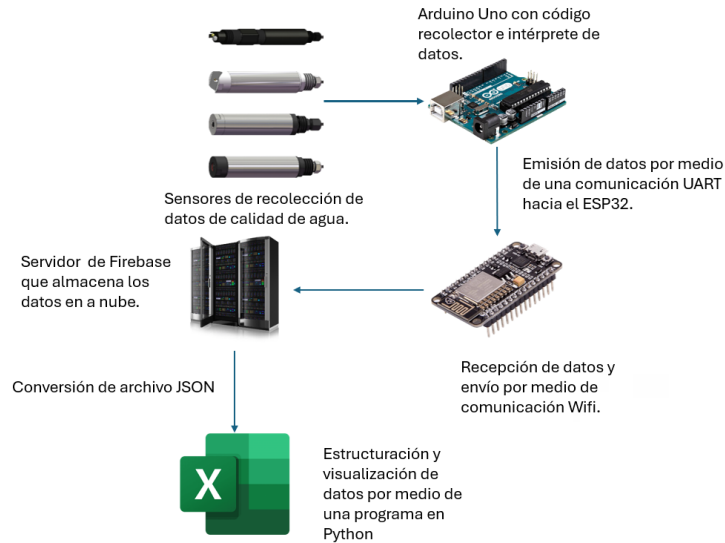 Arduino Uno con código
recolector e intérprete de
datos.
Emisión de datos por medio
de una comunicación UART
hacia el ESP32.
Sensores de recolección de
datos de calidad de agua.
Servidor de Firebase
que almacena los
datos en a nube.
Recepción de datos y
envío por medio de
comunicación Wifi.
Conversión de archivo JSON
X
Estructuración y
visualización de
datos por medio de
una programa en
Python